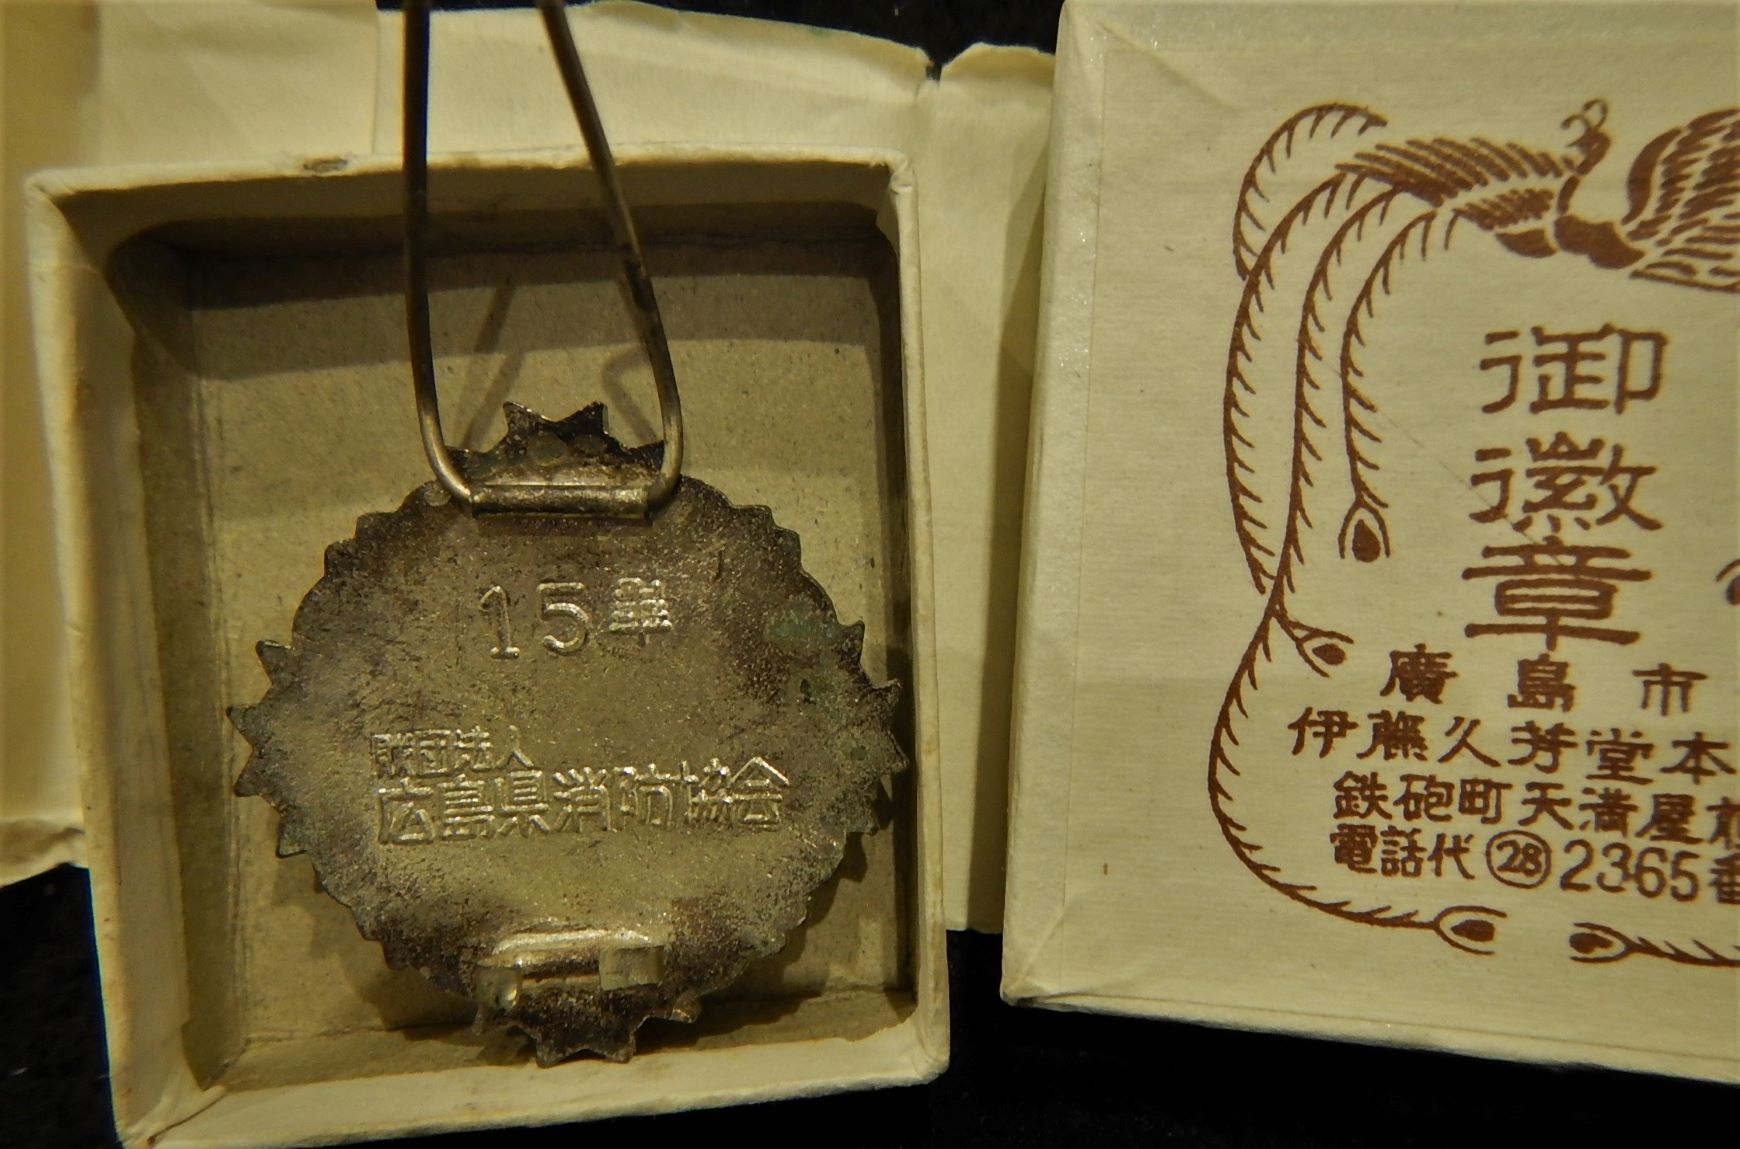 15年
財団法人
広島県消防協会
御
徽
章
廣島市
伊藤久芳堂本
鉄砲町天満屋前
電話代㉘2365番